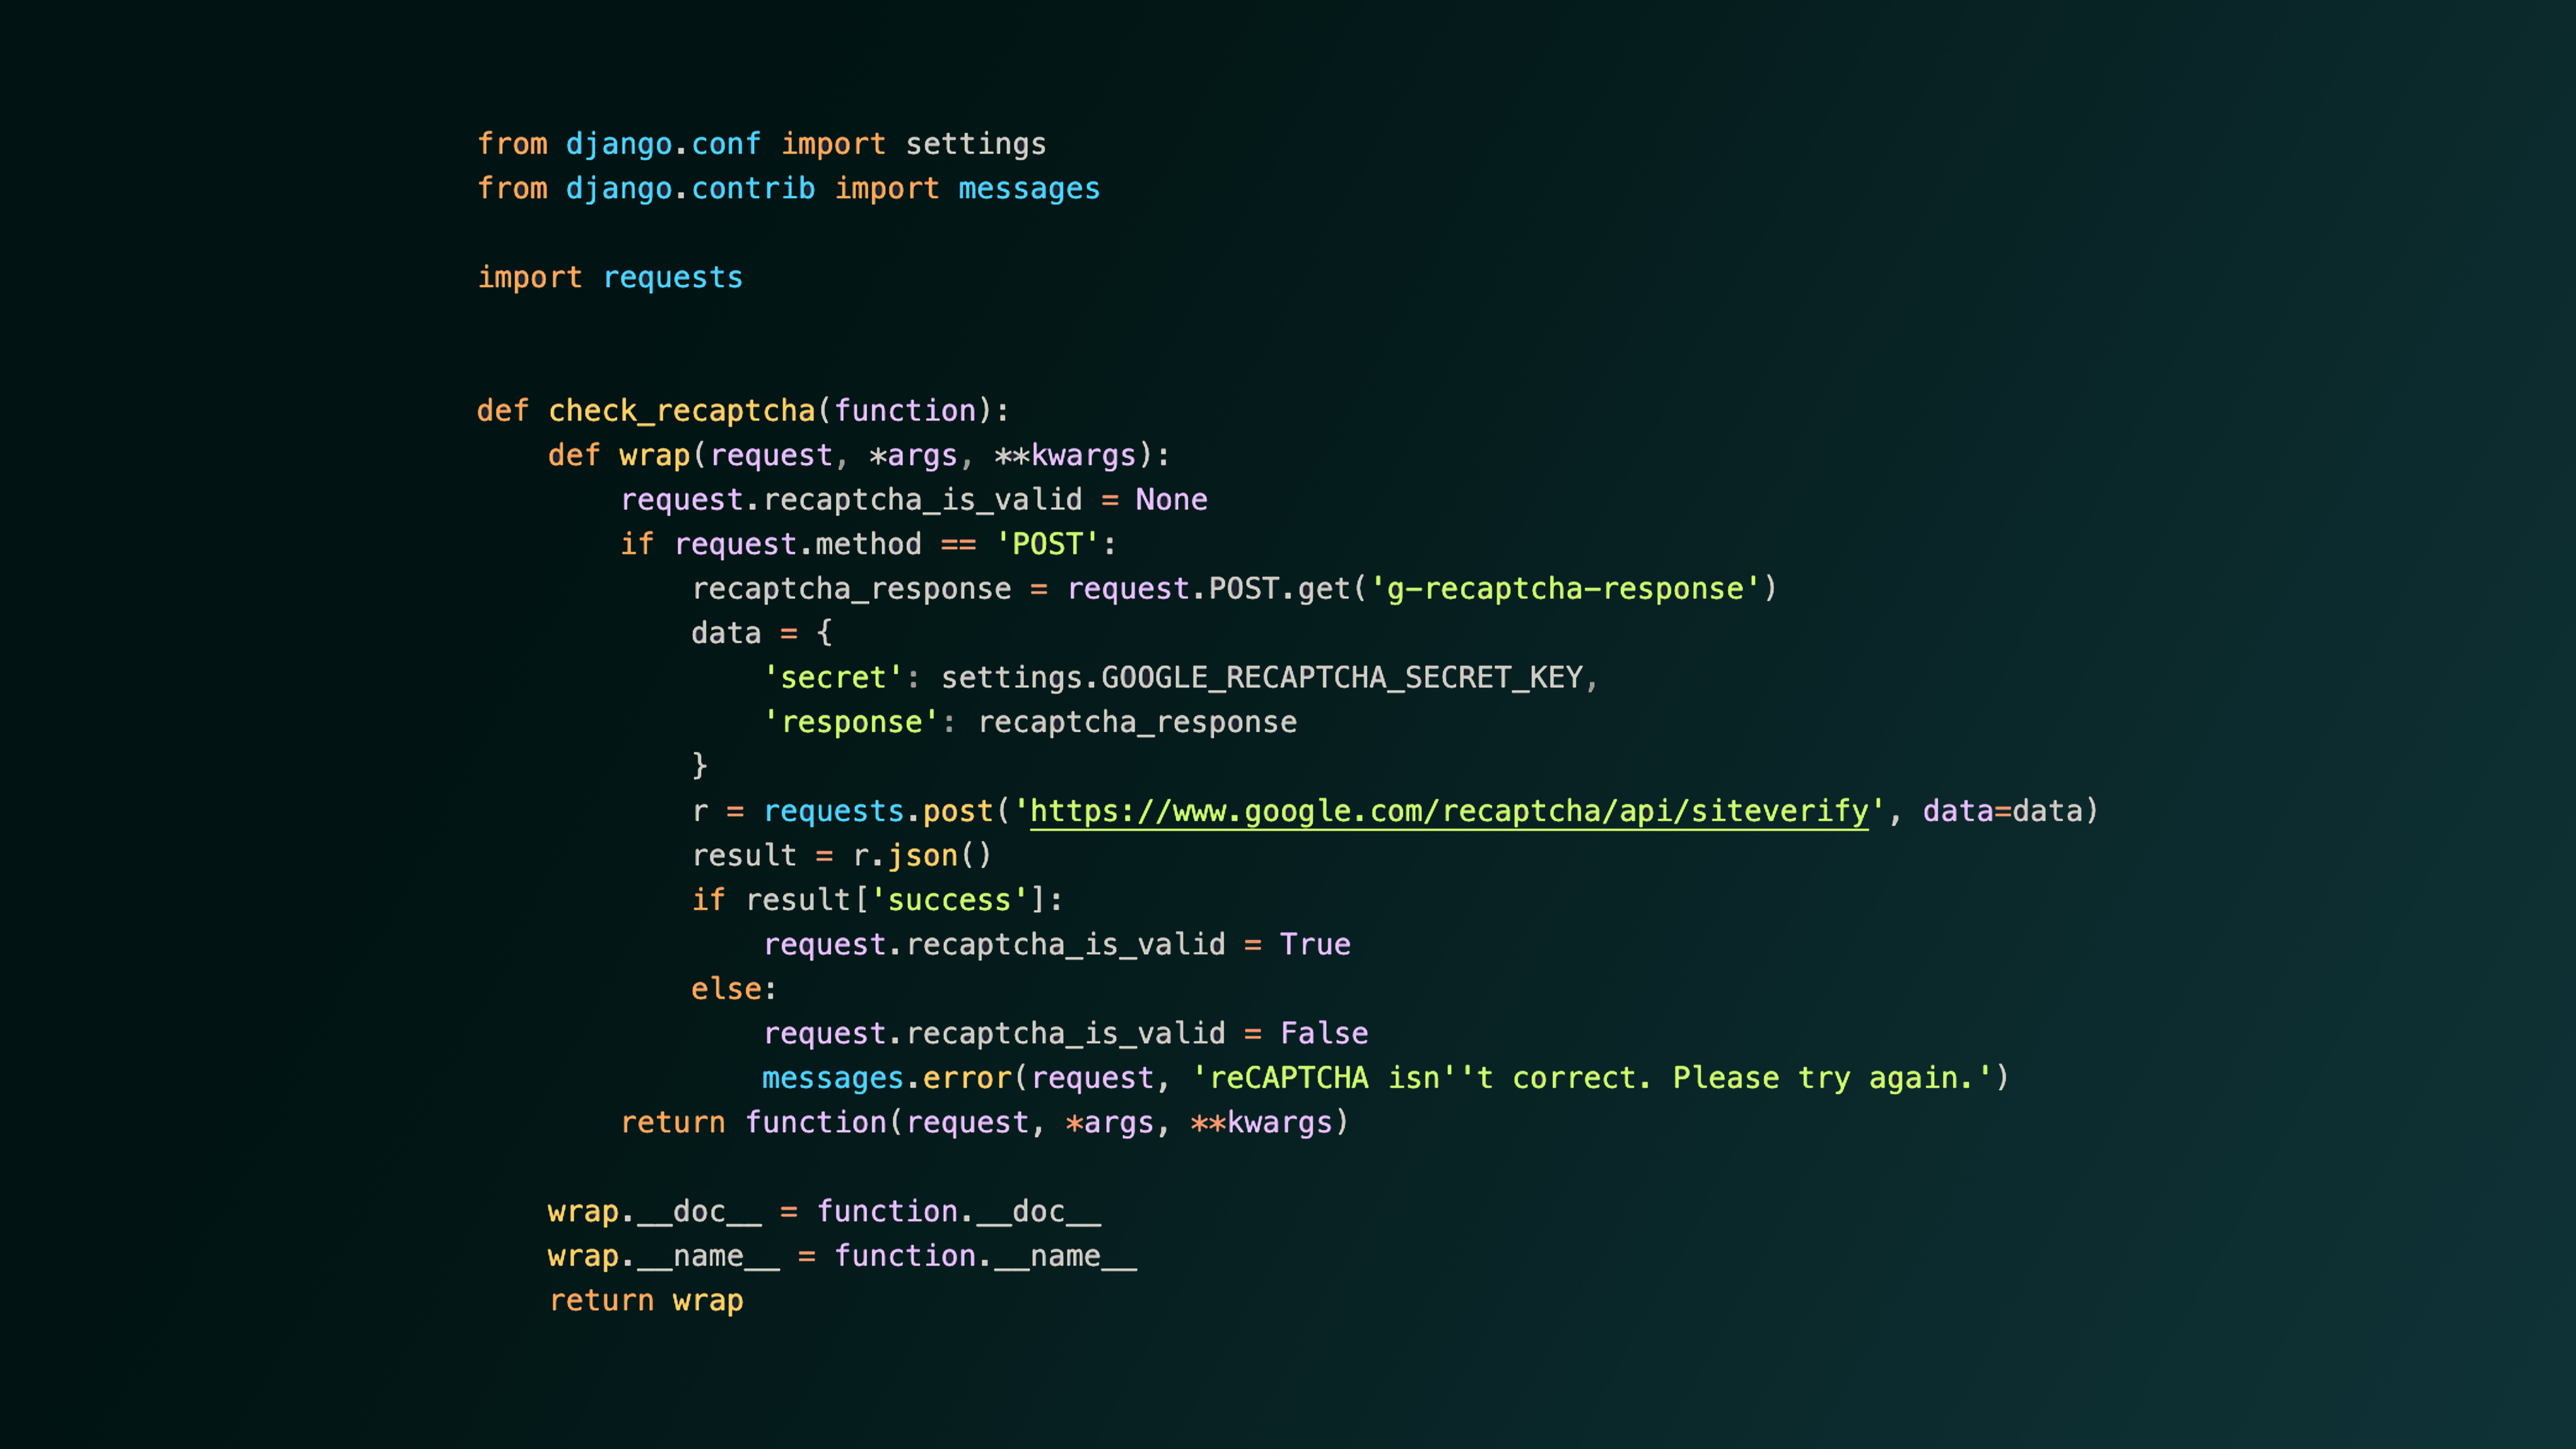 from django.conf import settings
from django.contrib import messages

import requests


def check_recaptcha(function):
    def wrap(request, *args, **kwargs):
        request.recaptcha_is_valid = None
        if request.method == 'POST':
            recaptcha_response = request.POST.get('g-recaptcha-response')
            data = {
                'secret': settings.GOOGLE_RECAPTCHA_SECRET_KEY,
                'response': recaptcha_response
            }
            r = requests.post('https://www.google.com/recaptcha/api/siteverify', data=data)
            result = r.json()
            if result['success']:
                request.recaptcha_is_valid = True
            else:
                request.recaptcha_is_valid = False
                messages.error(request, 'reCAPTCHA isn''t correct. Please try again.')
        return function(request, *args, **kwargs)

    wrap.__doc__ = function.__doc__
    wrap.__name__ = function.__name__
    return wrap